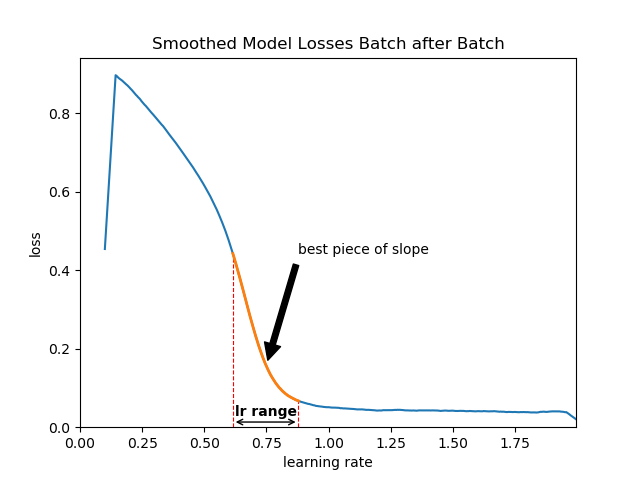 Smoothed Model Losses Batch after Batch
loss
0.8
0.6
0.4
0.2
0.0
best piece of slope
lr range
0.00 0.25 0.50 0.75 1.00 1.25 1.50 1.75
learning rate